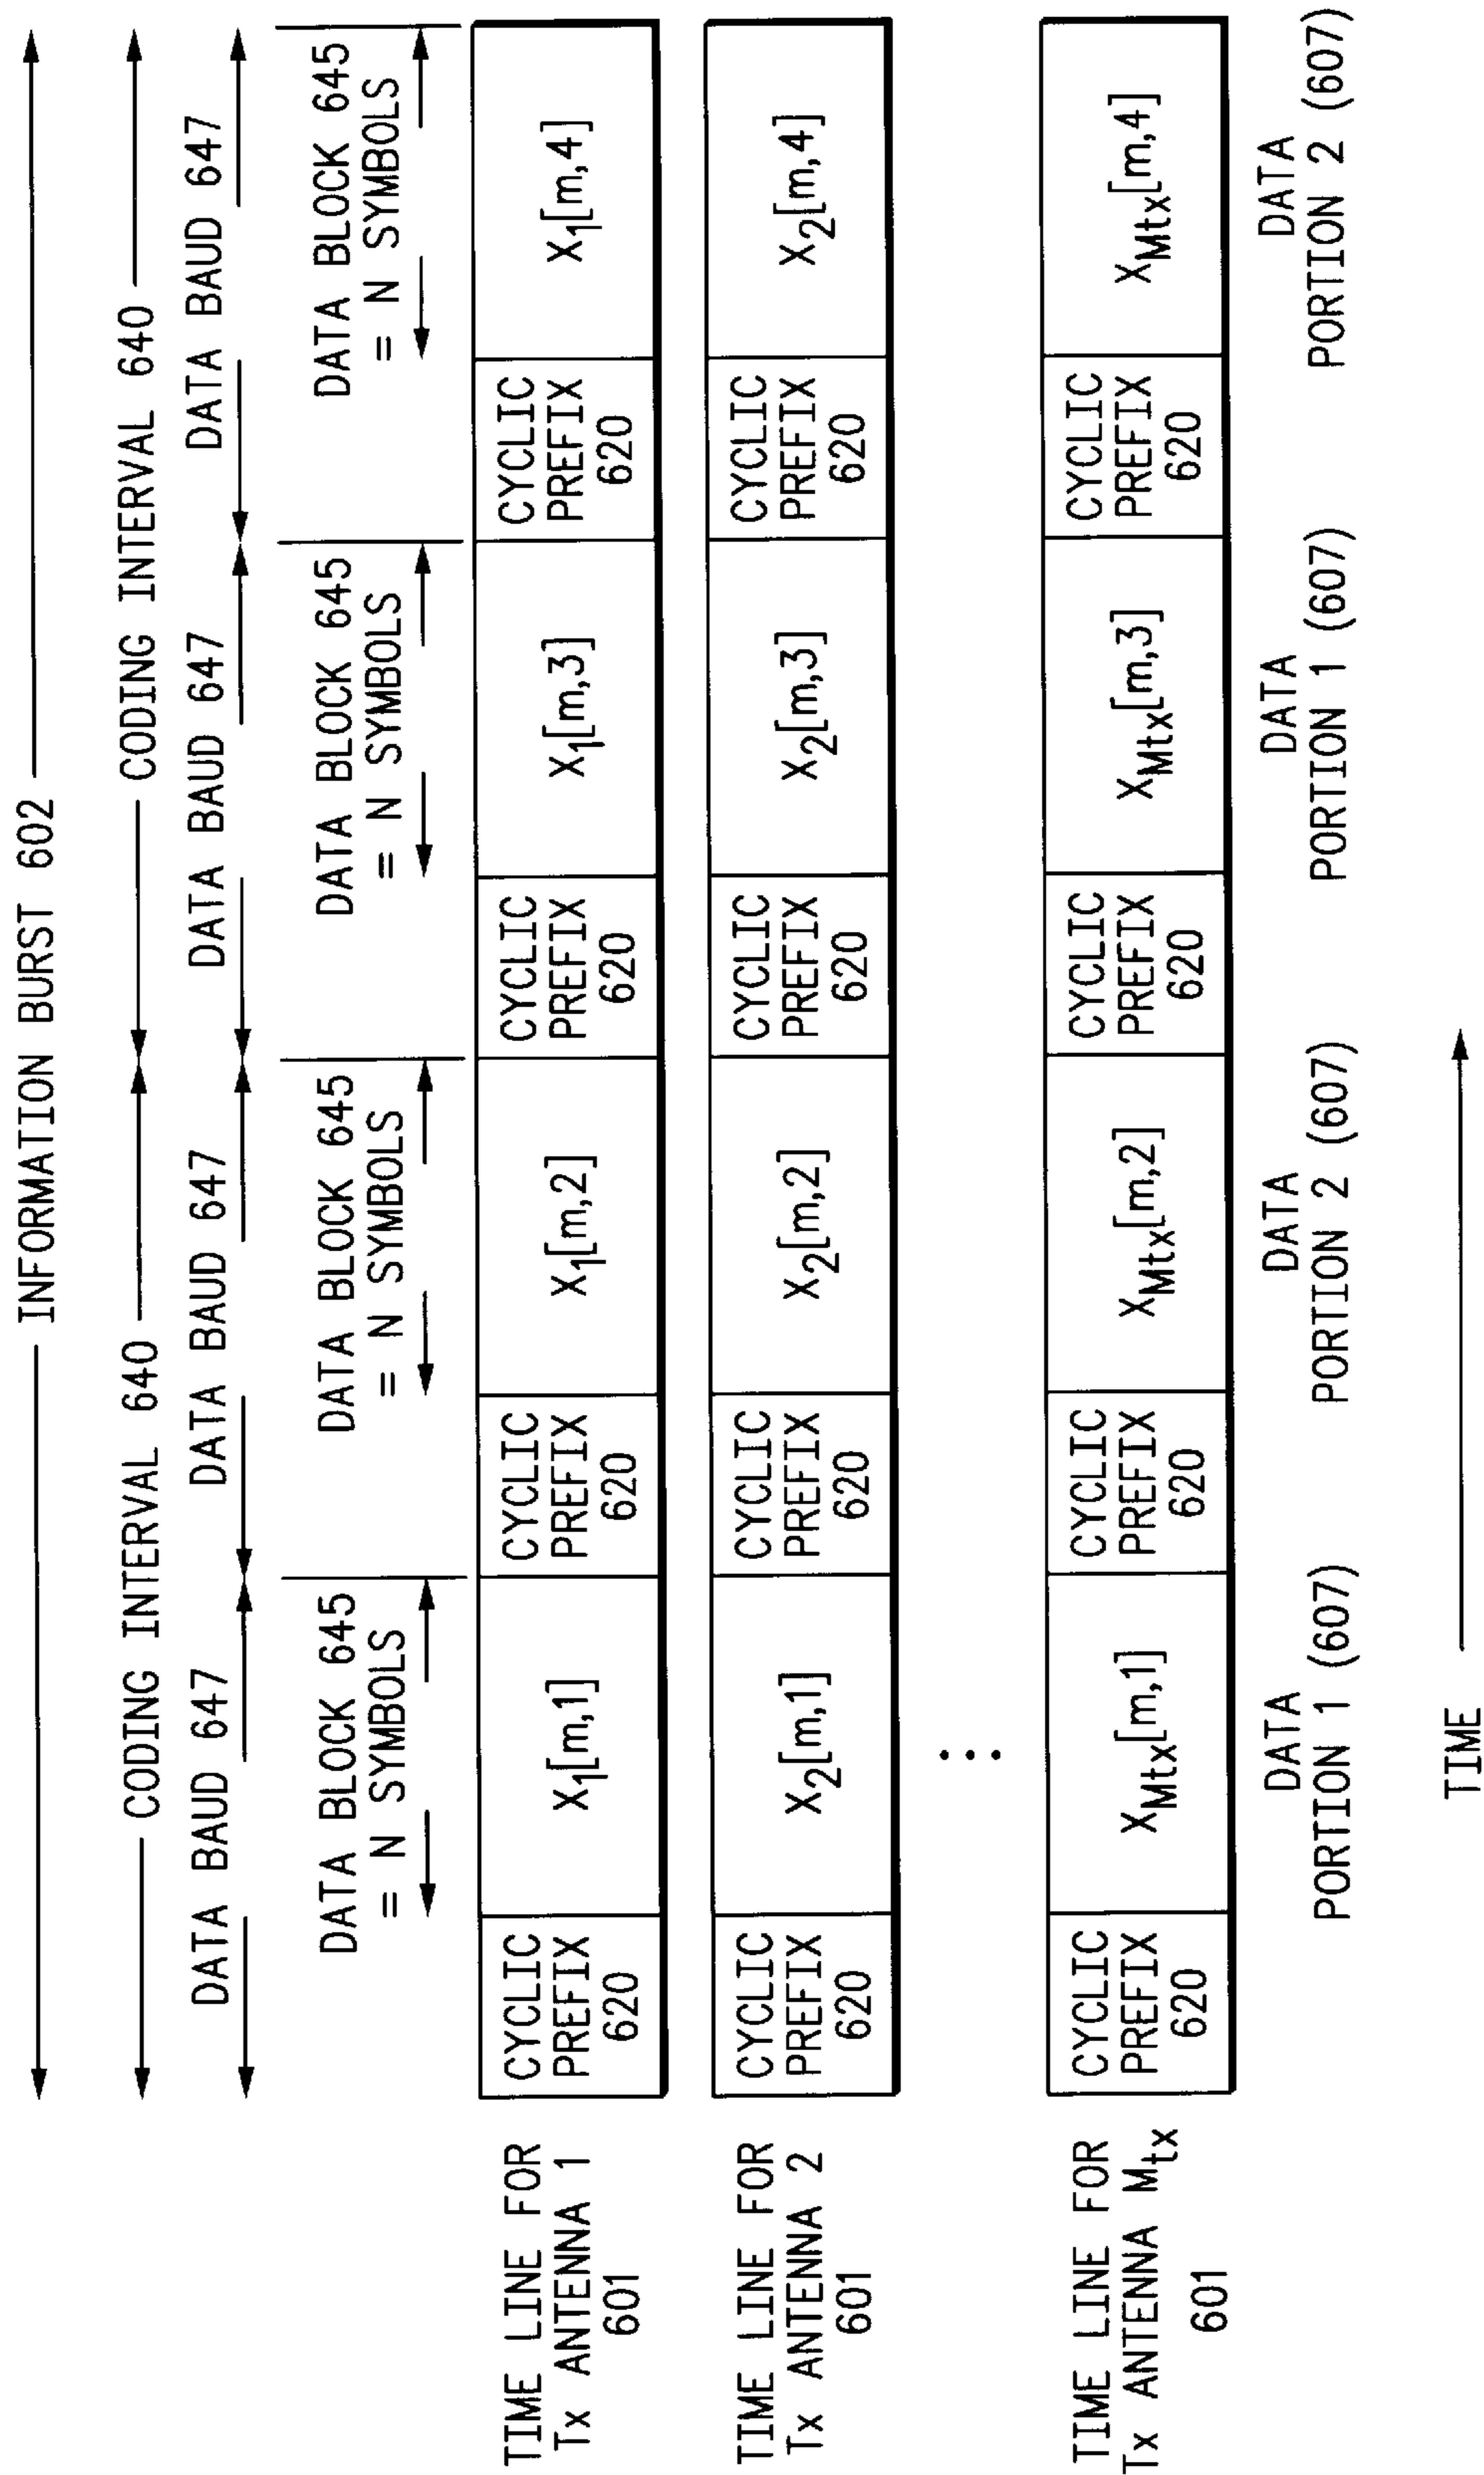 INFORMATION BURST 602
CODING INTERVAL 640
CODING INTERVAL 640
DATA BAUD 647
DATA BAUD 647
DATA BAUD 647
DATA BAUD 647
DATA BLOCK 645
= N SYMBOLS
DATA BLOCK 645
= N SYMBOLS
DATA BLOCK 645
= N SYMBOLS
DATA BLOCK 645
= N SYMBOLS
TIME LINE FOR
Tx ANTENNA 1
601
CYCLIC
PREFIX
620
X1[m,1]
CYCLIC
PREFIX
620
X1[m,2]
CYCLIC
PREFIX
620
X1[m,3]
CYCLIC
PREFIX
620
X1[m,4]
TIME LINE FOR
Tx ANTENNA 2
601
CYCLIC
PREFIX
620
X2[m,1]
CYCLIC
PREFIX
620
X2[m,2]
CYCLIC
PREFIX
620
X2[m,3]
CYCLIC
PREFIX
620
X2[m,4]
TIME LINE FOR
Tx ANTENNA Mtx
601
CYCLIC
PREFIX
620
XMtx[m,1]
CYCLIC
PREFIX
620
XMtx[m,2]
CYCLIC
PREFIX
620
XMtx[m,3]
CYCLIC
PREFIX
620
XMtx[m,4]
DATA
PORTION 1 (607)
DATA
PORTION 2 (607)
DATA
PORTION 1 (607)
DATA
PORTION 2 (607)
TIME